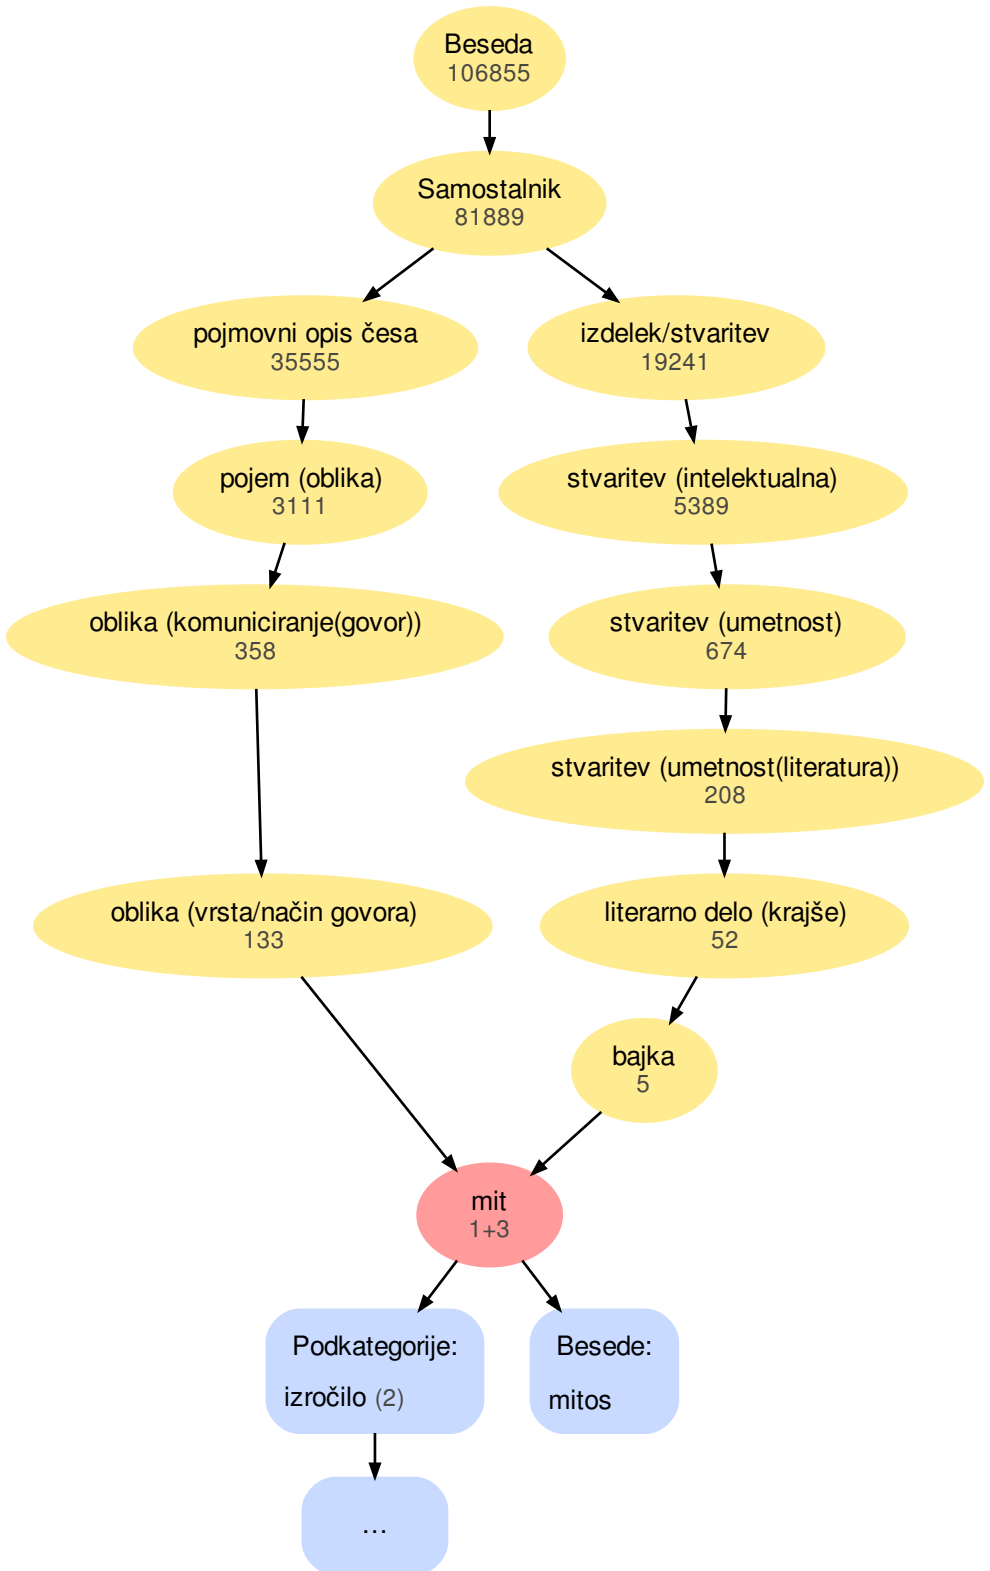 Beseda
106855
Samostalnik
81889
pojmovni opis česa
35555
izdelek/stvaritev
19241
pojem (oblika)
3111
stvaritev (intelektualna)
5389
oblika (komuniciranje(govor))
358
stvaritev (umetnost)
674
stvaritev (umetnost(literatura))
208
oblika (vrsta/način govora)
133
literarno delo (krajše)
52
bajka
5
mit
1+3
Podkategorije:
izročilo (2)
Besede:
mitos
...